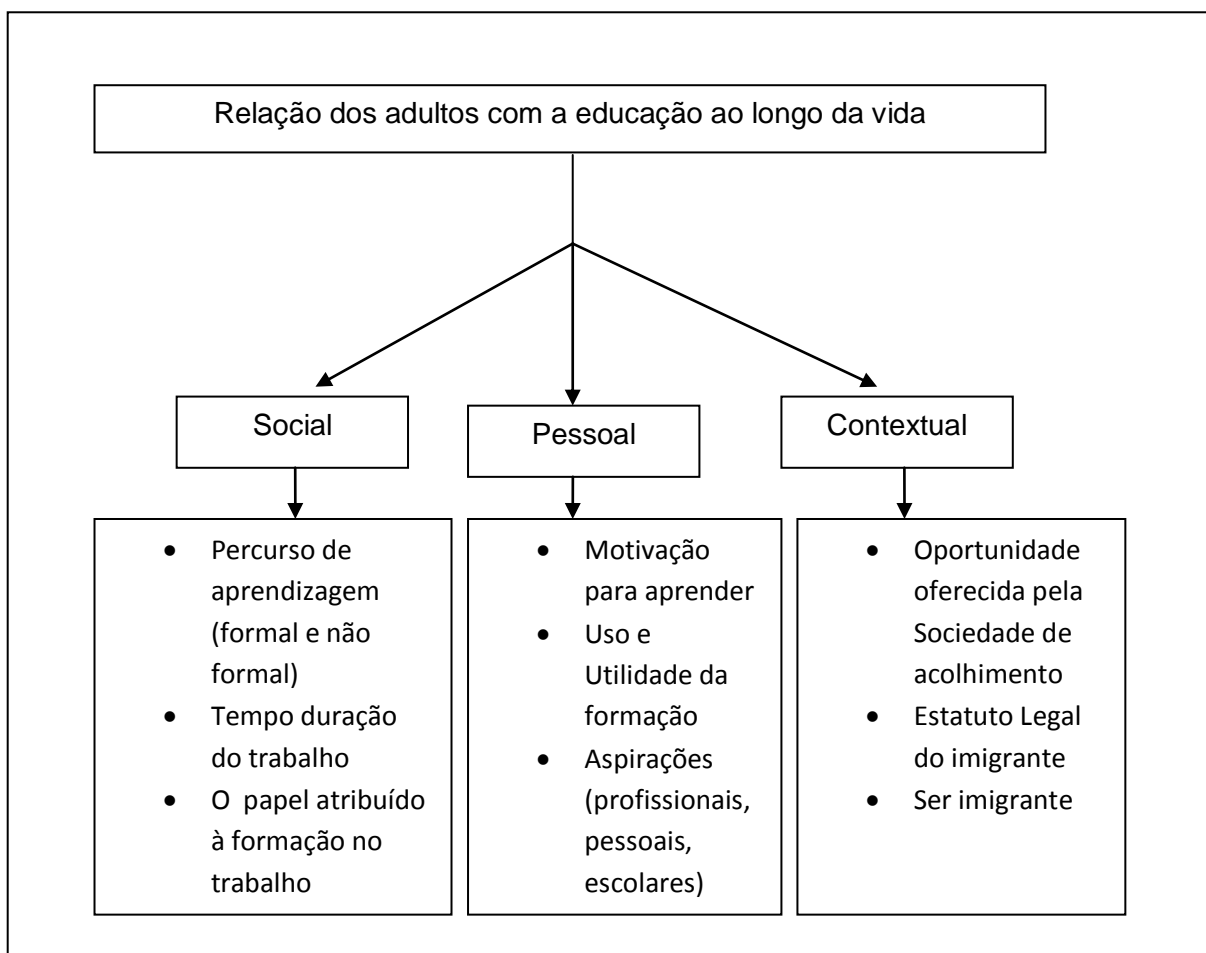 Relação dos adultos com a educação ao longo da vida
Social
Pessoal
Contextual
• Percurso de
aprendizagem
(formal e não
formal)
• Tempo duração
do trabalho
• O papel atribuído
à formação no
trabalho
• Motivação
para aprender
• Uso e
Utilidade da
formação
• Aspirações
(profissionais,
pessoais,
escolares)
• Oportunidade
oferecida pela
Sociedade de
acolhimento
• Estatuto Legal
do imigrante
• Ser imigrante